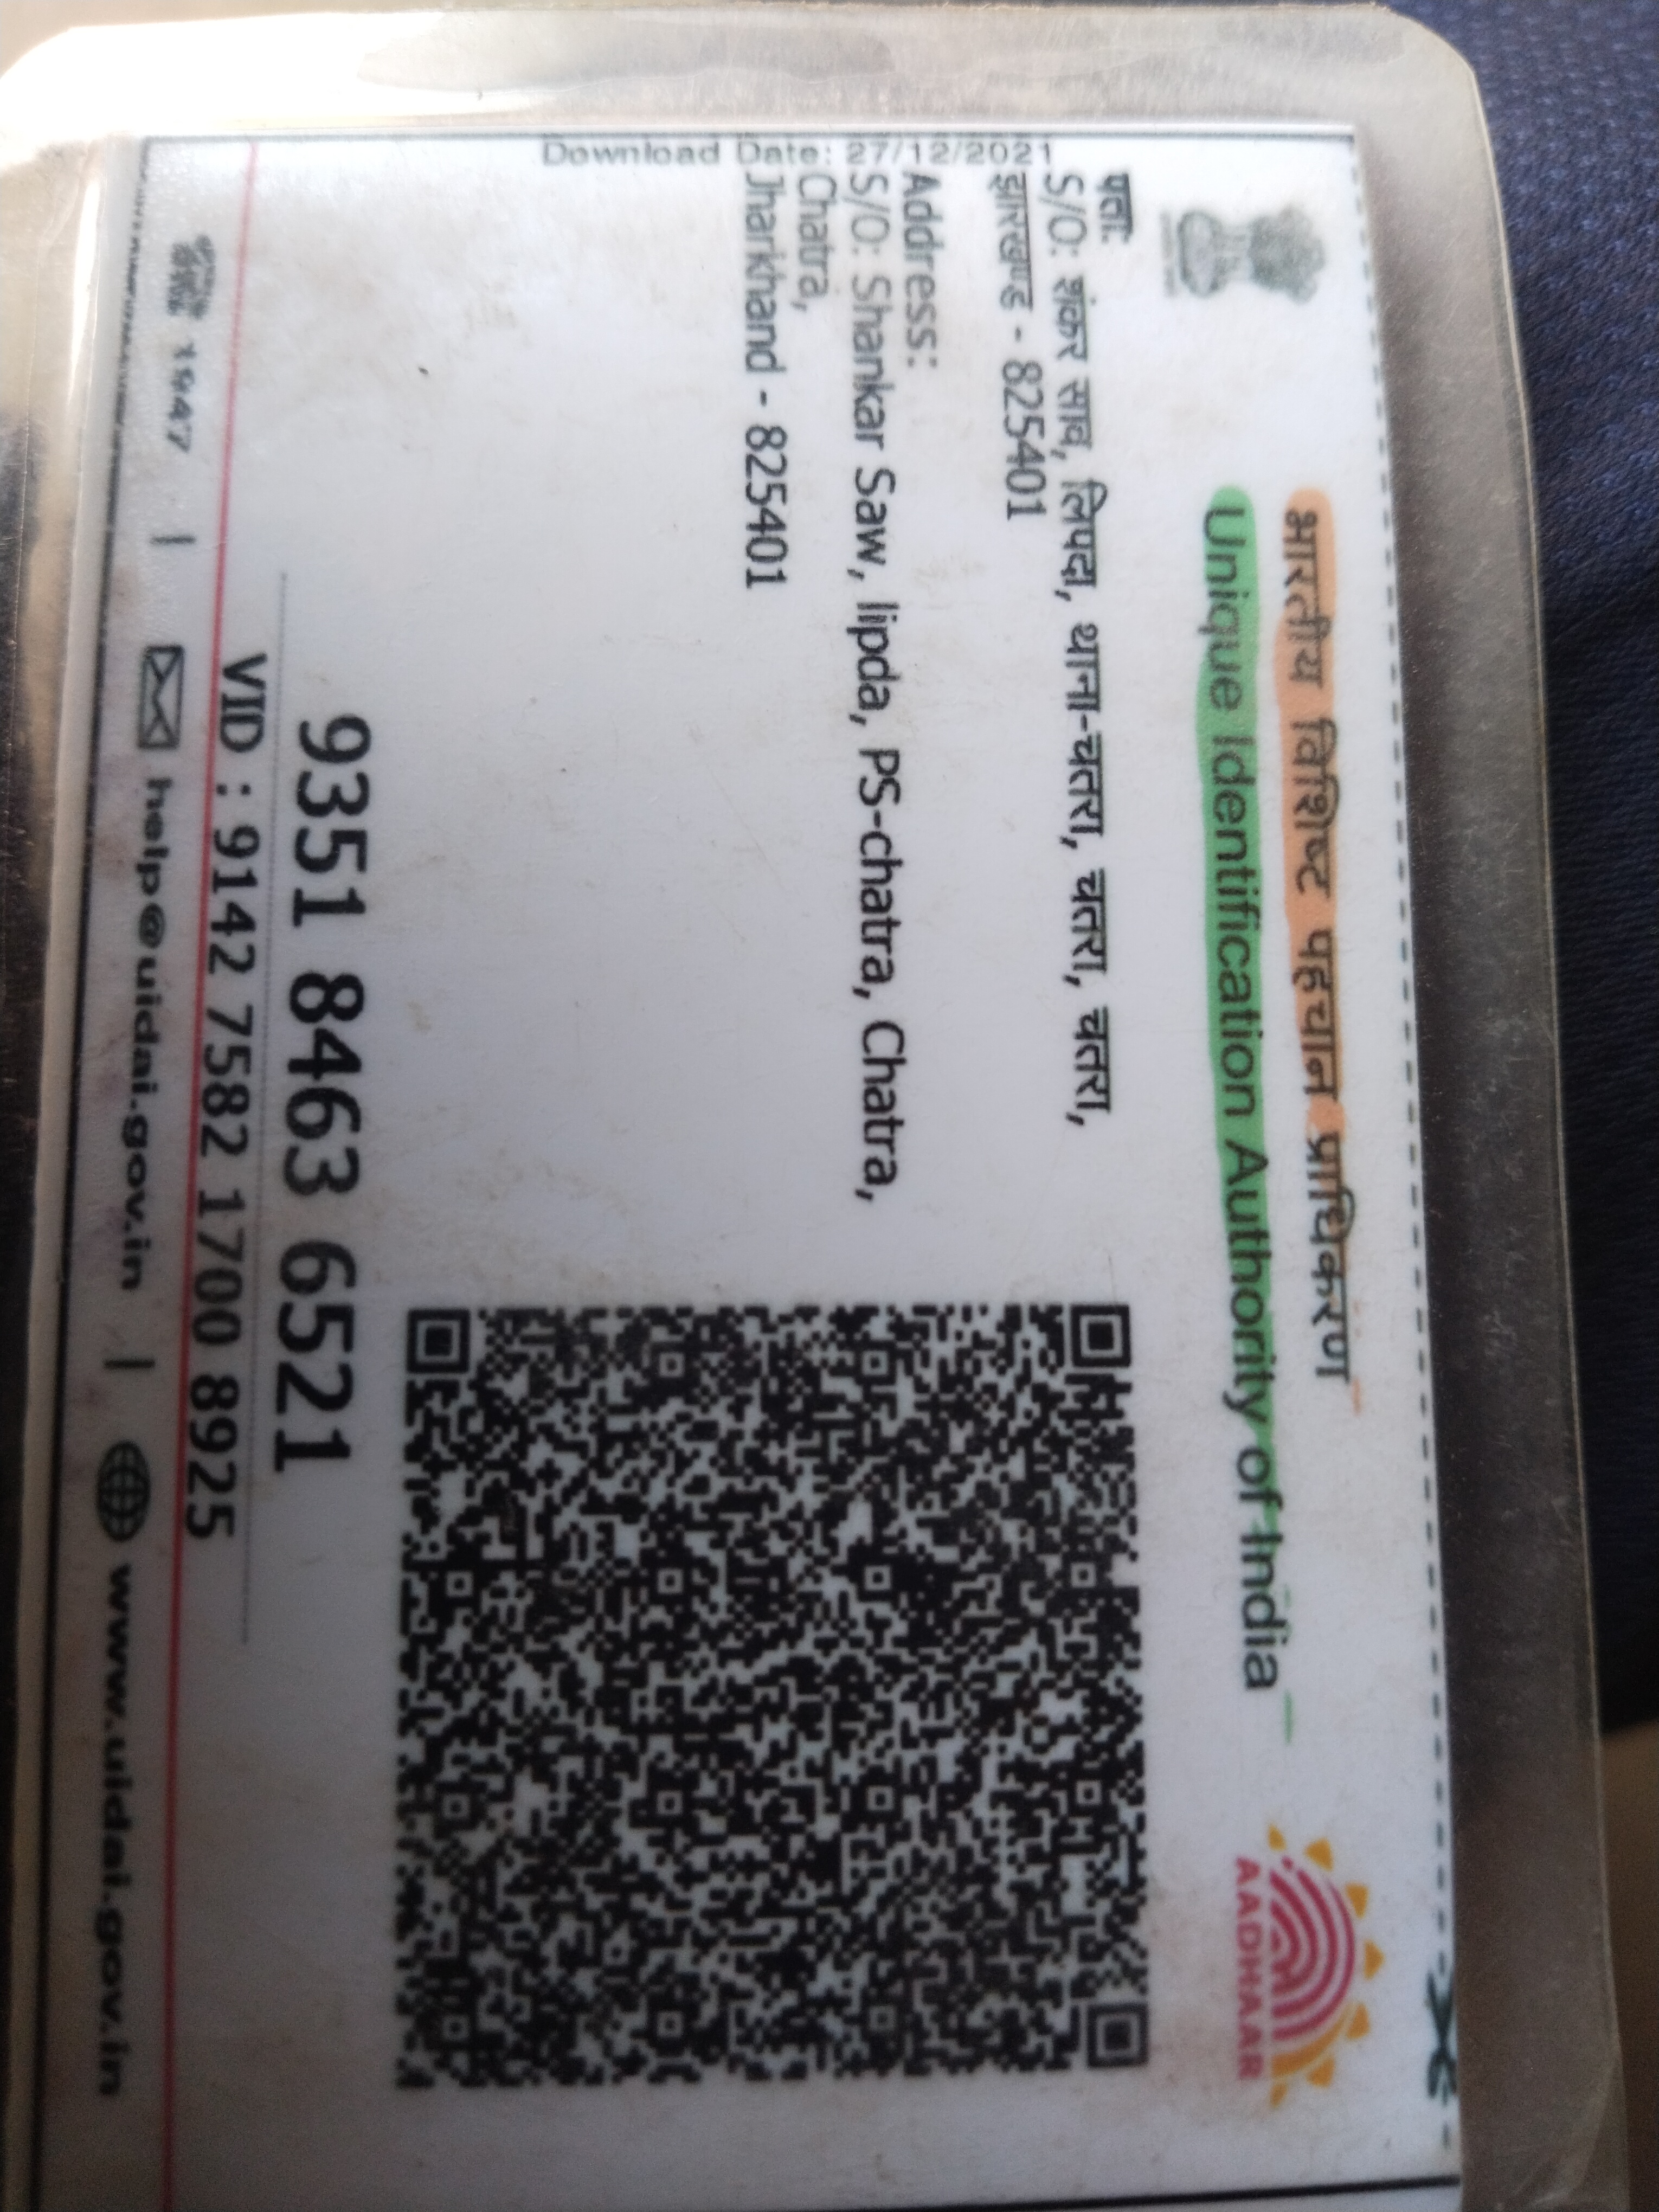 भारतीय विशिष्ट पहचान प्राधिकरण
Unique Identification Authority of India
AADHAAR
पता:
S/O: शंकर साव, लिपदा, थाना-चतरा, चतरा, चतरा,
झारखण्ड - 825401
Address:
S/O: Shankar Saw, lipda, PS-chatra, Chatra,
Chatra,
Jharkhand - 825401
Download Date: 27/12/2021
9351 8463 6521
VID : 9142 7582 1700 8925
1947 | help@uidai.gov.in | www.uidai.gov.in